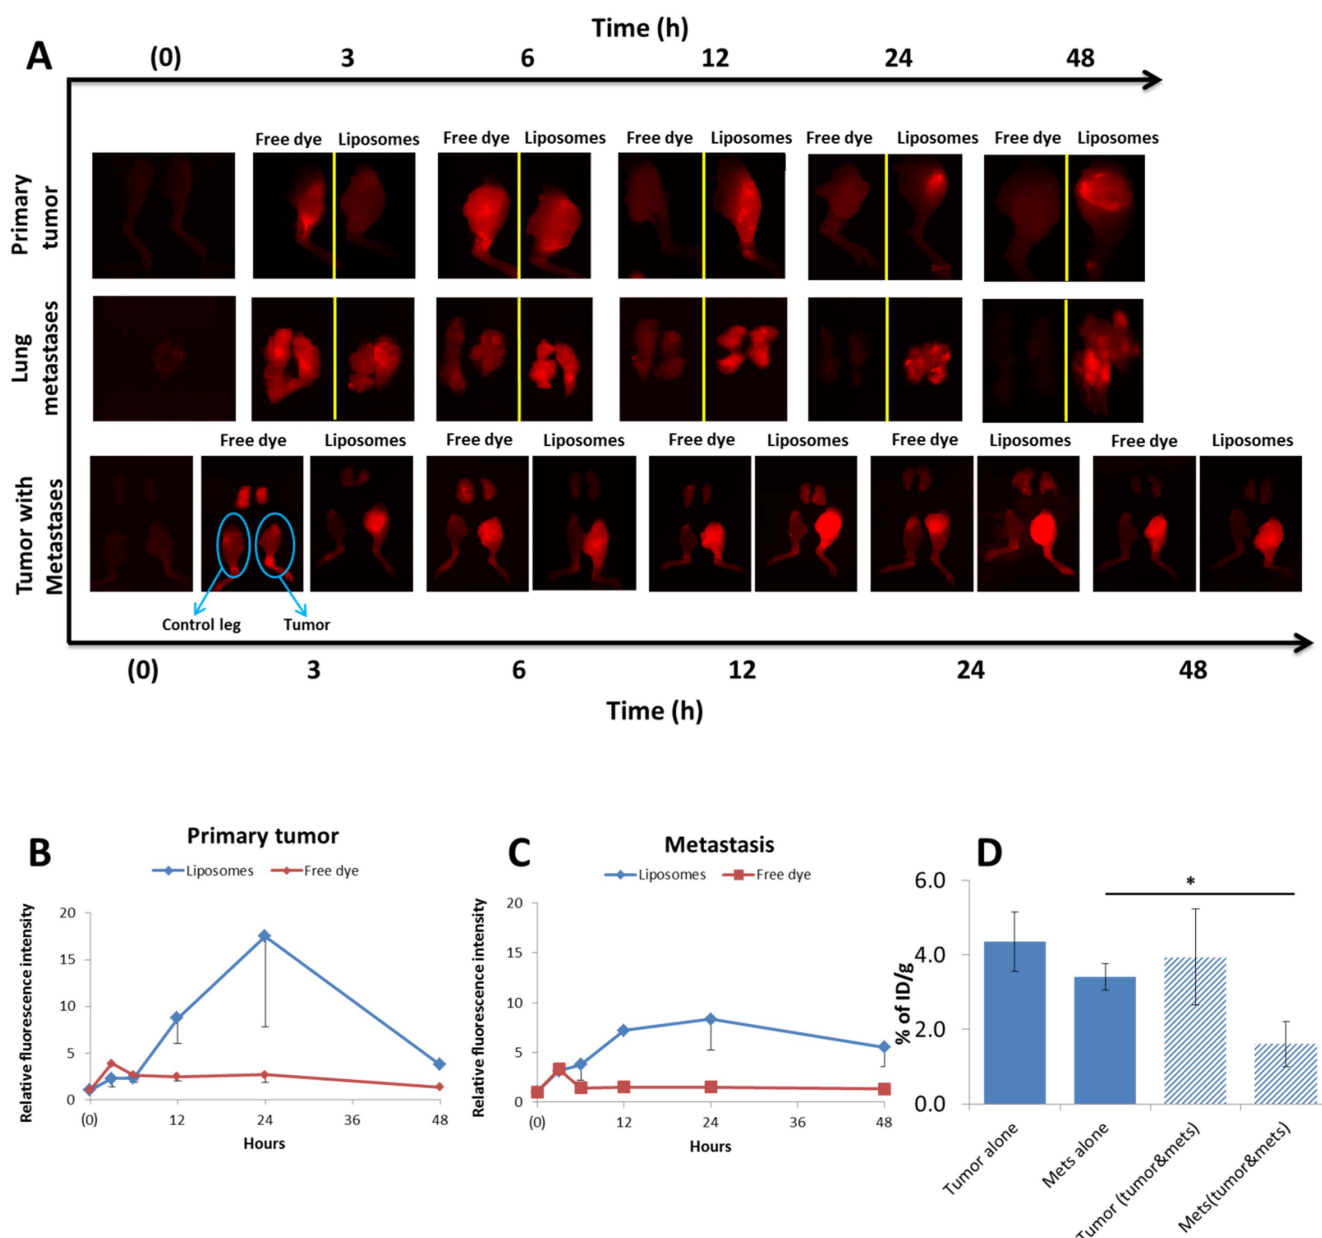 Time (h)
A (0) 3 6 12 24 48
Free dye Liposomes Free dye Liposomes Free dye Liposomes Free dye Liposomes Free dye Liposomes
Primary
tumor
Lung
metastases
Free dye Liposomes Free dye Liposomes Free dye Liposomes Free dye Liposomes Free dye Liposomes
Tumor with
Metastases
Control leg Tumor
(0) 3 6 12 24 48
Time (h)
B
Primary tumor
Liposomes Free dye
Relative fluorescence intensity
20
15
10
5
0
(0) 12 24 36 48
Hours
C
Metastasis
Liposomes Free dye
Relative fluorescence intensity
20
15
10
5
0
(0) 12 24 36 48
Hours
D
*
% of ID/g
6.0
4.0
2.0
0.0
Tumor alone
Mets alone
Tumor (tumor&mets)
Mets(tumor&mets)